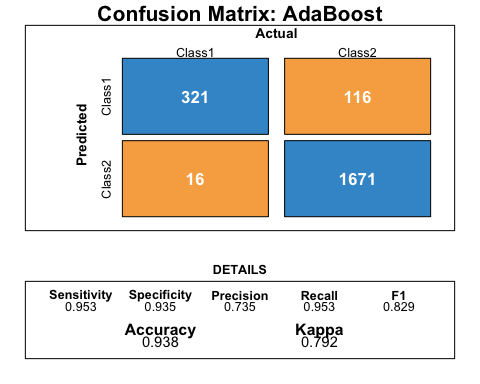 Confusion Matrix: AdaBoost
Actual
Class1 Class2
Predicted
Class1
321 116
Class2
16 1671
DETAILS
Sensitivity Specificity Precision Recall F1
0.953 0.935 0.735 0.953 0.829
Accuracy Kappa
0.938 0.792